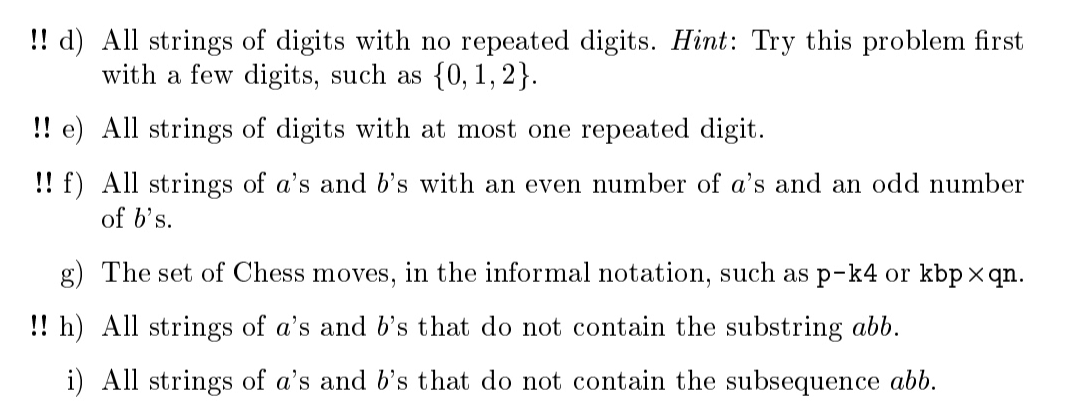 !! d) All strings of digits with no repeated digits. Hint: Try this problem first
with a few digits, such as {0, 1, 2}.
!! e) All strings of digits with at most one repeated digit.
!! f) All strings of a's and b's with an even number of a's and an odd number
of b's.
g) The set of Chess moves, in the informal notation, such as p-k4 or kbp×qn.
!! h) All strings of a's and b's that do not contain the substring abb.
i) All strings of a's and b's that do not contain the subsequence abb.